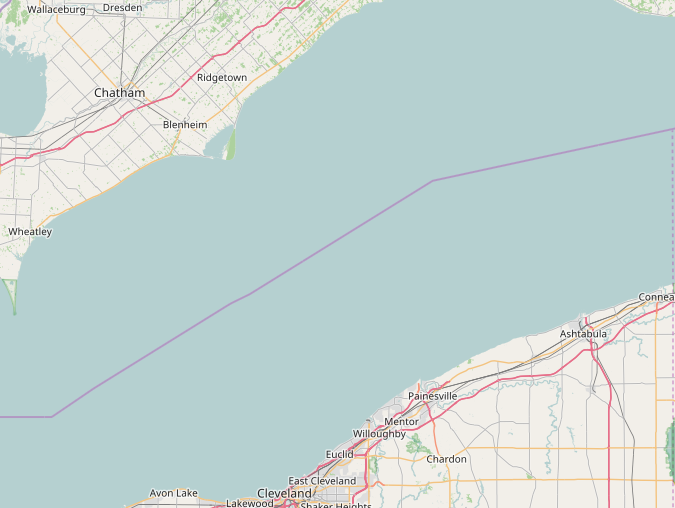 Wallaceburg
Dresden
Ridgetown
Chatham
Blenheim
Wheatley
Connea
Ashtabula
Painesville
Mentor
Willoughby
Euclid
Chardon
East Cleveland
Avon Lake
Cleveland
Lakewood
Shaker Heights